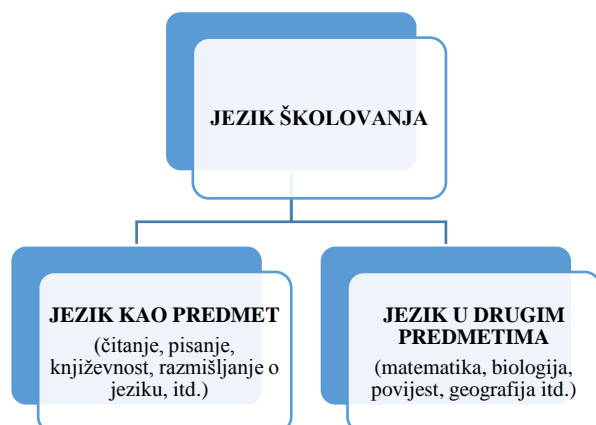 JEZIK ŠKOLOVANJA
JEZIK KAO PREDMET
(čitanje, pisanje,
književnost, razmišljanje o
jeziku, itd.)
JEZIK U DRUGIM
PREDMETIMA
(matematika, biologija,
povijest, geografija itd.)